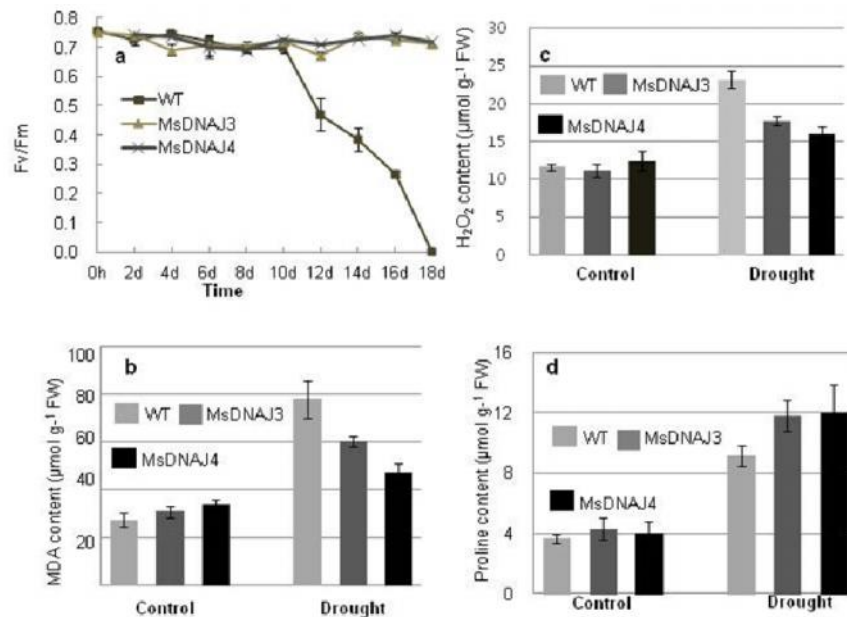 a
0.8
0.7
0.6
0.5
0.4
0.3
0.2
0.1
0.0
Fv/Fm
WT
MsDNAJ3
MsDNAJ4
0h 2d 4d 6d 8d 10d 12d 14d 16d 18d
Time
c
30
25
20
15
10
5
0
H₂O₂ content (µmol g-¹ FW)
WT MsDNAJ3
MsDNAJ4
Control Drought
b
100
80
60
40
20
MDA content (µmol g-¹ FW)
WT MsDNAJ3
MsDNAJ4
Control Drought
d
16
12
8
4
0
Proline content (µmol g-¹ FW)
WT MsDNAJ3
MsDNAJ4
Control Drought